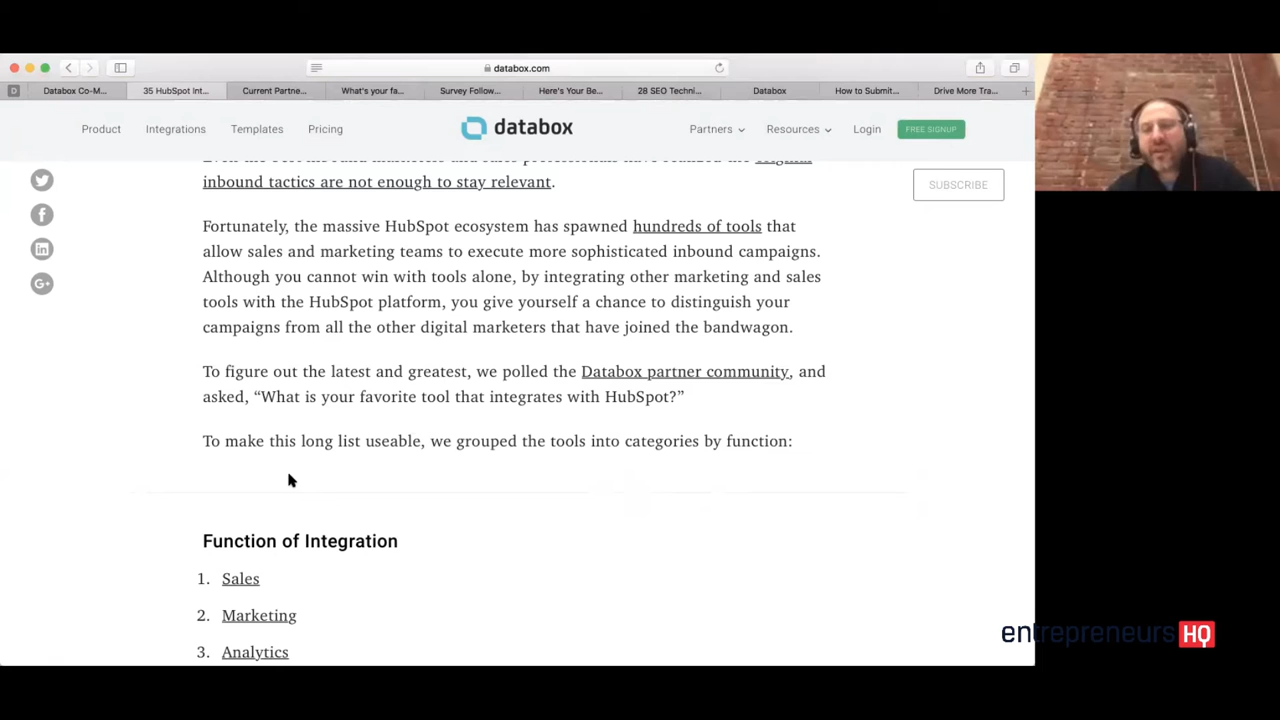 databox.com
Databox Co-M...
35 HubSpot Int...
Current Partne...
What's your fa...
Survey Follow...
Here's Your Be...
28 SEO Techni...
Databox
How to Submit...
Drive More Tra...
Product
Integrations
Templates
Pricing
databox
Partners
Resources
Login
FREE SIGNUP
inbound tactics are not enough to stay relevant.
SUBSCRIBE
Fortunately, the massive HubSpot ecosystem has spawned hundreds of tools that
allow sales and marketing teams to execute more sophisticated inbound campaigns.
Although you cannot win with tools alone, by integrating other marketing and sales
tools with the HubSpot platform, you give yourself a chance to distinguish your
campaigns from all the other digital marketers that have joined the bandwagon.
To figure out the latest and greatest, we polled the Databox partner community, and
asked, “What is your favorite tool that integrates with HubSpot?”
To make this long list useable, we grouped the tools into categories by function:
Function of Integration
1. Sales
2. Marketing
3. Analytics
entrepreneurs HQ